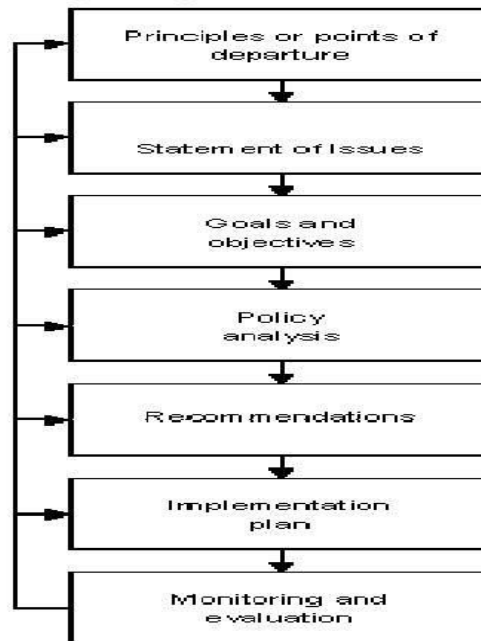 Principles or points of
departure
Statement of Issues
Goals and
objectives
Policy
analysis
Recommendations
Implementation
plan
Monitoring and
evaluation